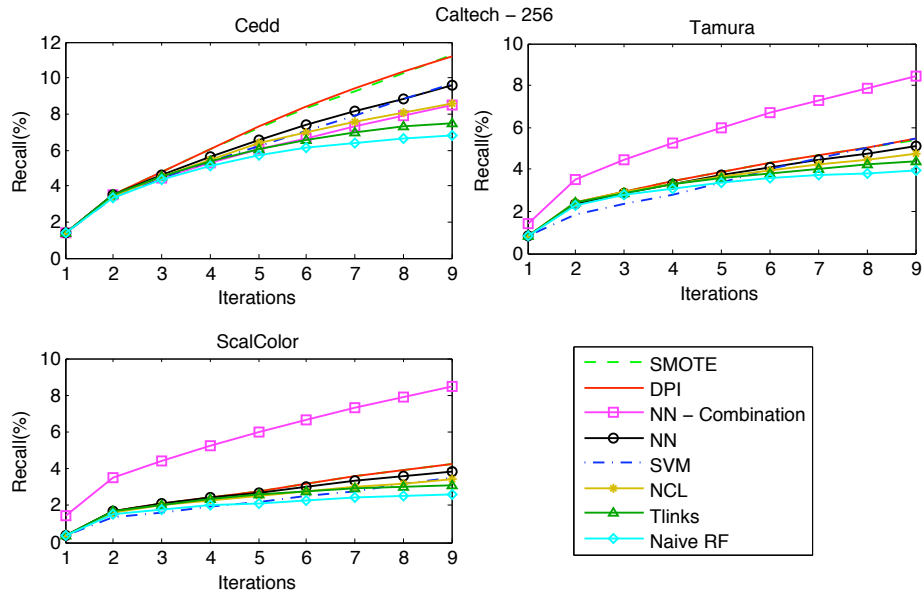 Caltech − 256
Cedd
Recall(%)
12
10
8
6
4
2
0
1 2 3 4 5 6 7 8 9
Iterations
Tamura
Recall(%)
10
8
6
4
2
0
1 2 3 4 5 6 7 8 9
Iterations
ScalColor
Recall(%)
10
8
6
4
2
0
1 2 3 4 5 6 7 8 9
Iterations
SMOTE
DPI
NN − Combination
NN
SVM
NCL
Tlinks
Naive RF